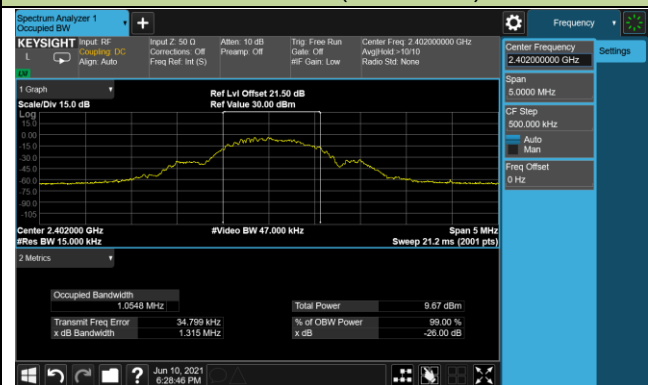 Spectrum Analyzer 1
Occupied BW
Frequency
KEYSIGHT
L
Input: RF
Coupling: DC
Align: Auto
Input Z: 50 Ω
Corrections: Off
Freq Ref: Int (S)
Atten: 10 dB
Preamp: Off
Trig: Free Run
Gate: Off
#IF Gain: Low
Center Freq: 2.402000000 GHz
Avg|Hold:>10/10
Radio Std: None
Center Frequency
2.402000000 GHz
Settings
Span
5.0000 MHz
CF Step
500.000 kHz
Auto
Man
Freq Offset
0 Hz
1 Graph
Scale/Div 15.0 dB
Ref Lvl Offset 21.50 dB
Ref Value 30.00 dBm
Log
15.0
0.00
-15.0
-30.0
-45.0
-60.0
-75.0
-90.0
-105
Center 2.402000 GHz
#Res BW 15.000 kHz
#Video BW 47.000 kHz
Span 5 MHz
Sweep 21.2 ms (2001 pts)
2 Metrics
Occupied Bandwidth
1.0548 MHz
Total Power 9.67 dBm
Transmit Freq Error 34.799 kHz
% of OBW Power 99.00 %
x dB Bandwidth 1.315 MHz
x dB -26.00 dB
?
Jun 10, 2021
6:28:46 PM